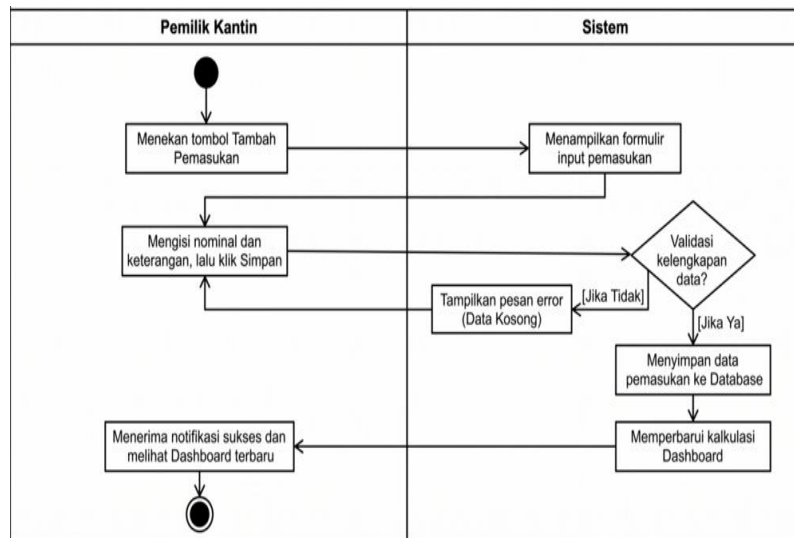 Pemilik Kantin
Sistem
Menekan tombol Tambah
Pemasukan
Menampilkan formulir
input pemasukan
Mengisi nominal dan
keterangan, lalu klik Simpan
Validasi
kelengkapan
data?
[Jika Tidak]
Tampilkan pesan error
(Data Kosong)
[Jika Ya]
Menyimpan data
pemasukan ke Database
Memperbarui kalkulasi
Dashboard
Menerima notifikasi sukses dan
melihat Dashboard terbaru